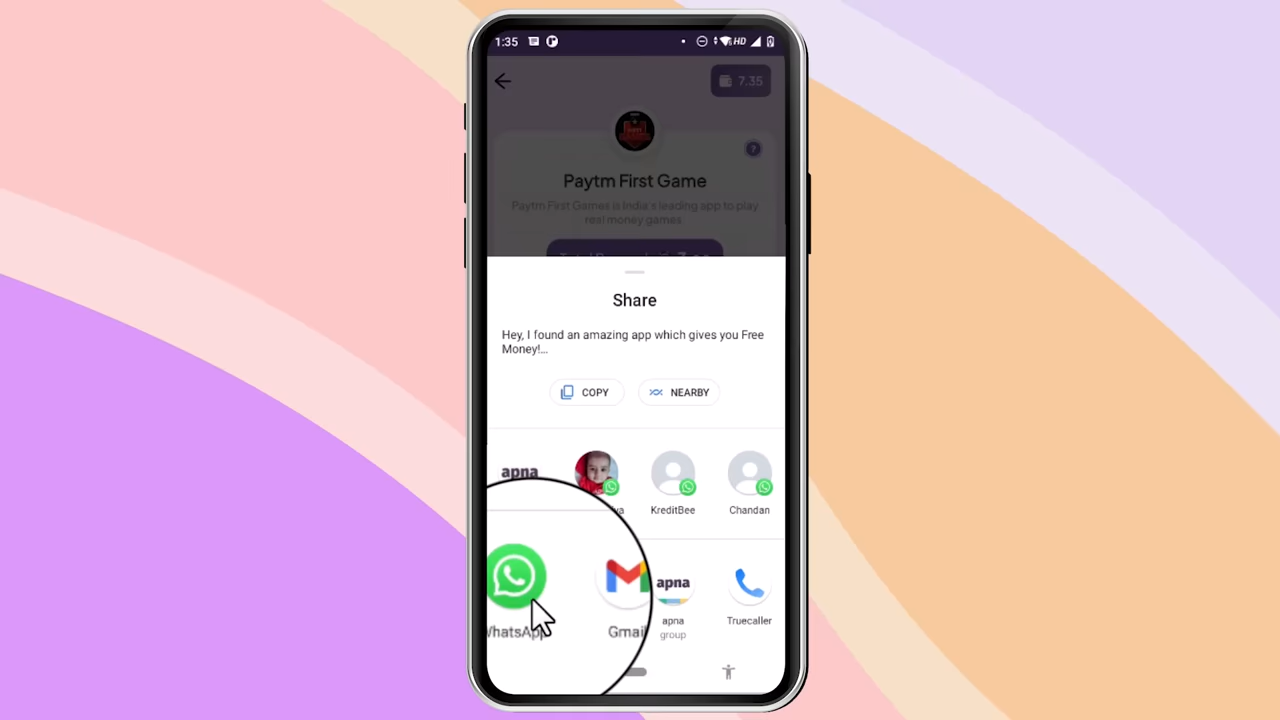 1:35
HD
7.35
?
Paytm First Game
Paytm First Games is India's leading app to play
real money games
Share
Hey, I found an amazing app which gives you Free
Money!...
COPY
NEARBY
apna
KreditBee
Chandan
WhatsApp
Gmail
apna
apna
group
Truecaller